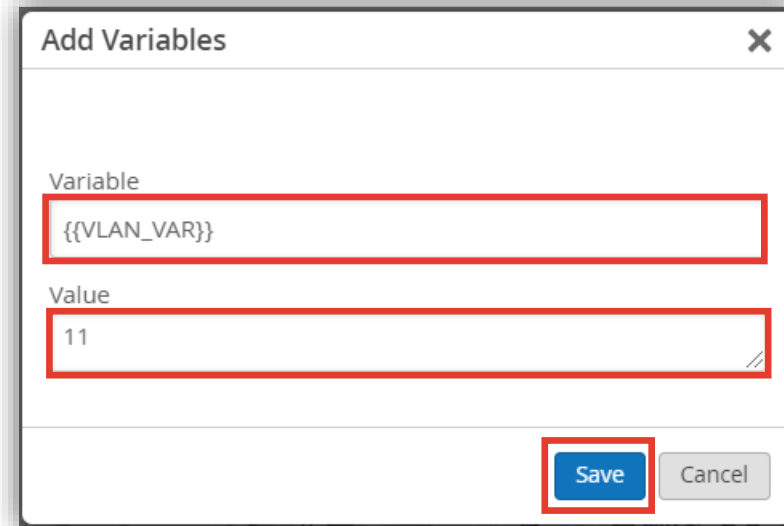 Add Variables
Variable
{{VLAN_VAR}}
Value
11
Save Cancel